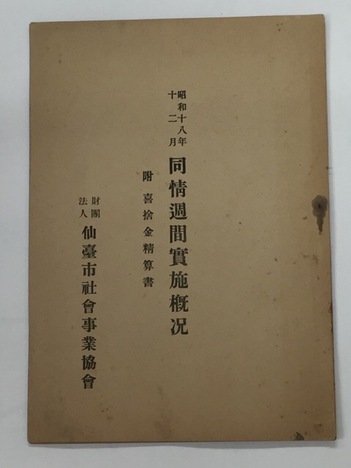 昭和十八年
十二月
同情週間實施概况
附 喜捨金精算書
財團
法人
仙臺市社會事業協會